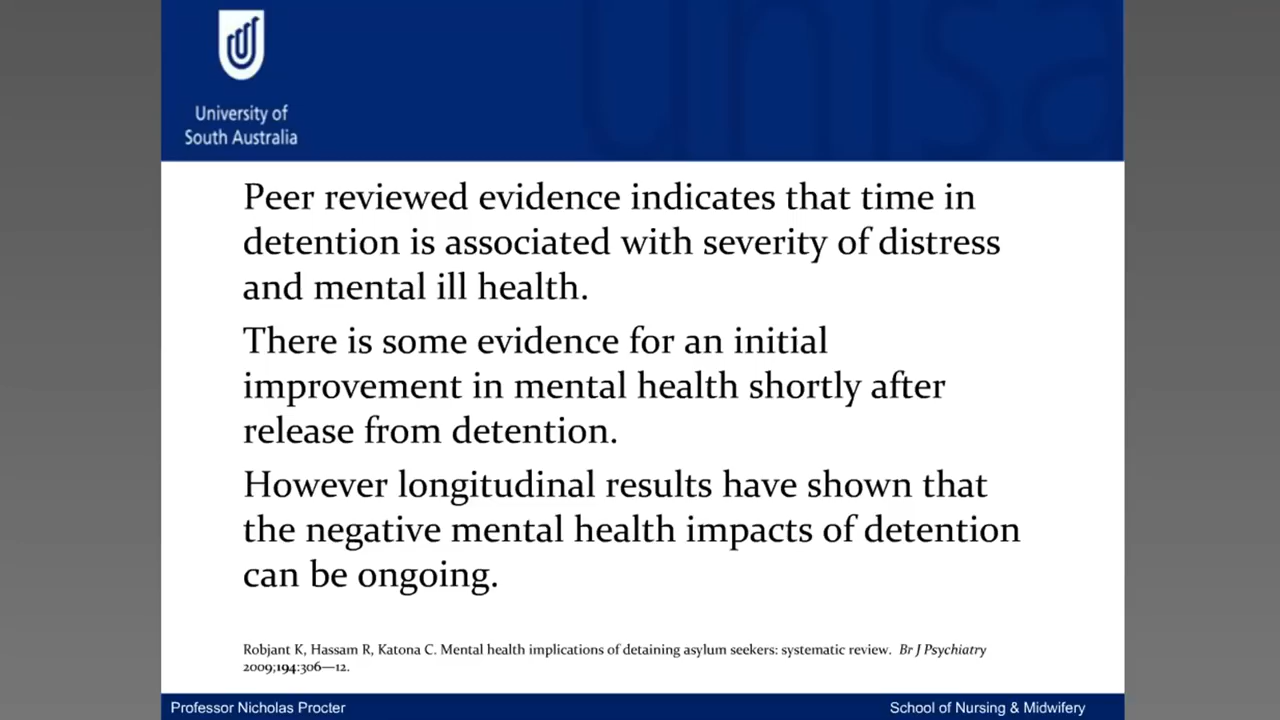 University of
South Australia
Peer reviewed evidence indicates that time in
detention is associated with severity of distress
and mental ill health.
There is some evidence for an initial
improvement in mental health shortly after
release from detention.
However longitudinal results have shown that
the negative mental health impacts of detention
can be ongoing.
Robjant K, Hassam R, Katona C. Mental health implications of detaining asylum seekers: systematic review. Br J Psychiatry
2009;194:306—12.
Professor Nicholas Procter
School of Nursing & Midwifery
unisa